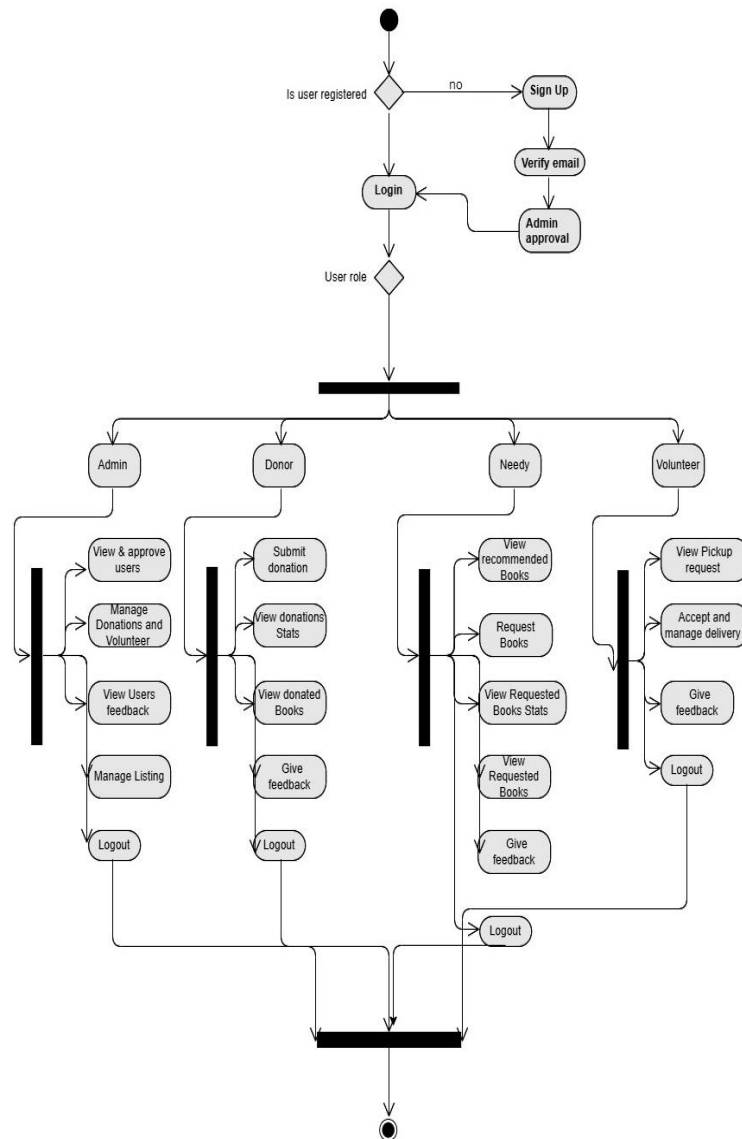 Is user registered
no
Sign Up
Verify email
Login
Admin
approval
User role
Admin
Donor
Needy
Volunteer
View & approve
users
Manage
Donations and
Volunteer
View Users
feedback
Manage Listing
Logout
Submit
donation
View donations
Stats
View donated
Books
Give
feedback
Logout
View
recommended
Books
Request
Books
View Requested
Books Stats
View
Requested
Books
Give
feedback
Logout
View Pickup
request
Accept and
manage delivery
Give
feedback
Logout